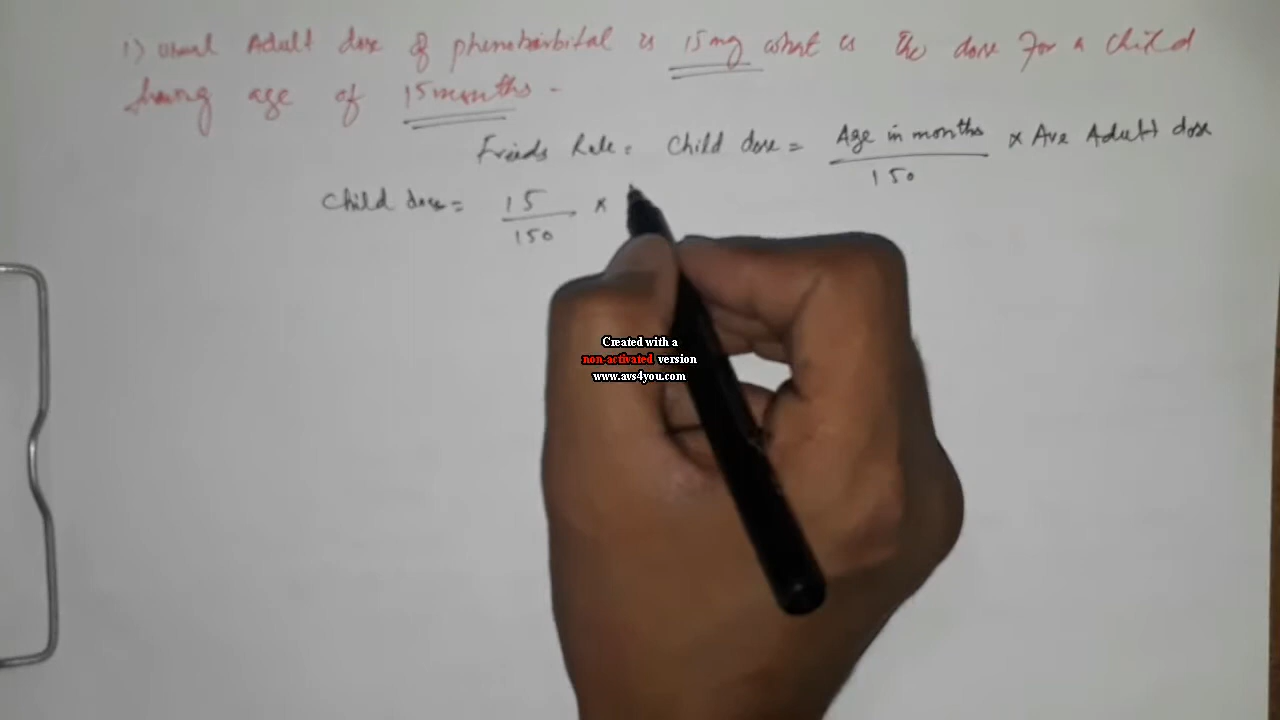 1) usual Adult dose of phenobarbital is 15mg what is the dose For a child
having age of 15 months -
Frieds Rule = Child dose = Age in months / 150 x Ave Adult dose
Child dose = 15 / 150 x
Created with a
non-activated version
www.avs4you.com